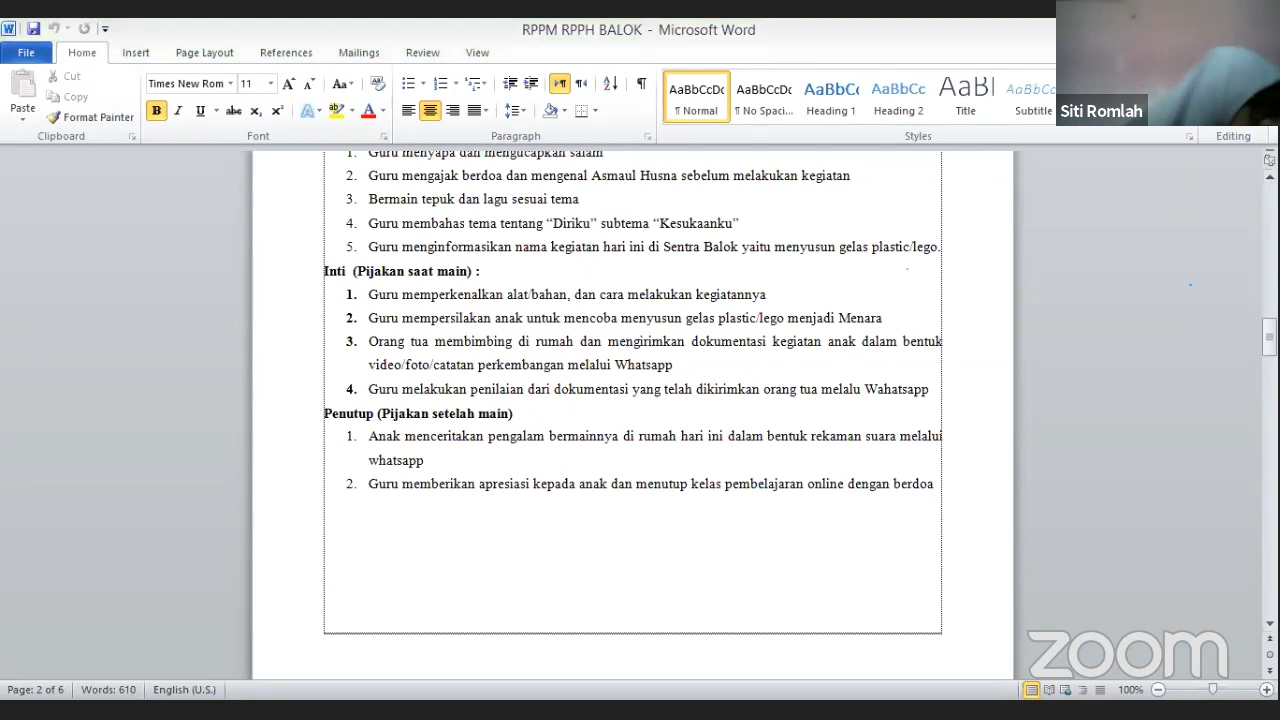 RPPM RPPH BALOK - Microsoft Word
File Home Insert Page Layout References Mailings Review View
Cut
Copy
Paste
Format Painter
Times New Rom 11
AaBbCcDc AaBbCcDc AaBbCc AaBbCc AaBl AaBbCc
¶ Normal ¶ No Spaci... Heading 1 Heading 2 Title Subtitle
Siti Romlah
Clipboard Font Paragraph Styles Editing
1. Guru menyapa dan mengucapkan salam
2. Guru mengajak berdoa dan mengenal Asmaul Husna sebelum melakukan kegiatan
3. Bermain tepuk dan lagu sesuai tema
4. Guru membahas tema tentang “Diriku” subtema “Kesukaanku”
5. Guru menginformasikan nama kegiatan hari ini di Sentra Balok yaitu menyusun gelas plastic/lego.
Inti (Pijakan saat main) :
1. Guru memperkenalkan alat/bahan, dan cara melakukan kegiatannya
2. Guru mempersilakan anak untuk mencoba menyusun gelas plastic/lego menjadi Menara
3. Orang tua membimbing di rumah dan mengirimkan dokumentasi kegiatan anak dalam bentuk
video/foto/catatan perkembangan melalui Whatsapp
4. Guru melakukan penilaian dari dokumentasi yang telah dikirimkan orang tua melalu Wahatsapp
Penutup (Pijakan setelah main)
1. Anak menceritakan pengalam bermainnya di rumah hari ini dalam bentuk rekaman suara melalui
whatsapp
2. Guru memberikan apresiasi kepada anak dan menutup kelas pembelajaran online dengan berdoa
zoom
Page: 2 of 6 Words: 610 English (U.S.) 100%